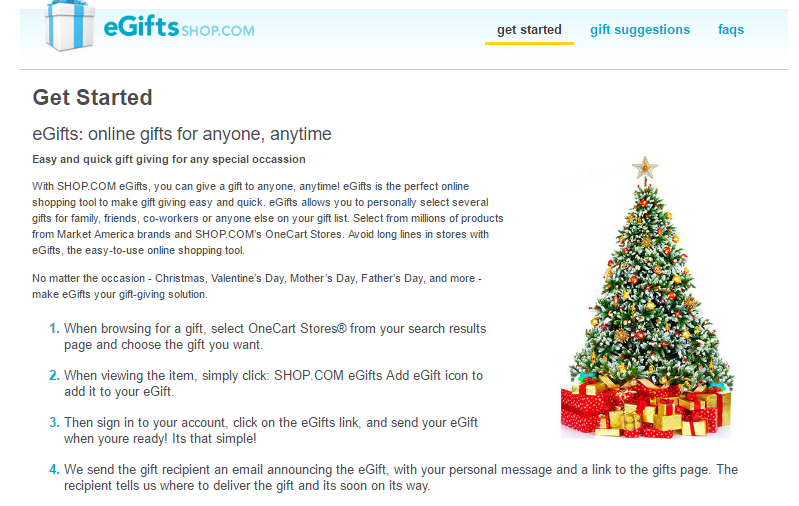 eGifts SHOP.COM
get started gift suggestions faqs
Get Started
eGifts: online gifts for anyone, anytime
Easy and quick gift giving for any special occassion
With SHOP.COM eGifts, you can give a gift to anyone, anytime! eGifts is the perfect online
shopping tool to make gift giving easy and quick. eGifts allows you to personally select several
gifts for family, friends, co-workers or anyone else on your gift list. Select from millions of products
from Market America brands and SHOP.COM's OneCart Stores. Avoid long lines in stores with
eGifts, the easy-to-use online shopping tool.
No matter the occasion - Christmas, Valentine's Day, Mother's Day, Father's Day, and more -
make eGifts your gift-giving solution.
1. When browsing for a gift, select OneCart Stores® from your search results
page and choose the gift you want.
2. When viewing the item, simply click: SHOP.COM eGifts Add eGift icon to
add it to your eGift.
3. Then sign in to your account, click on the eGifts link, and send your eGift
when youre ready! Its that simple!
4. We send the gift recipient an email announcing the eGift, with your personal message and a link to the gifts page. The
recipient tells us where to deliver the gift and its soon on its way.